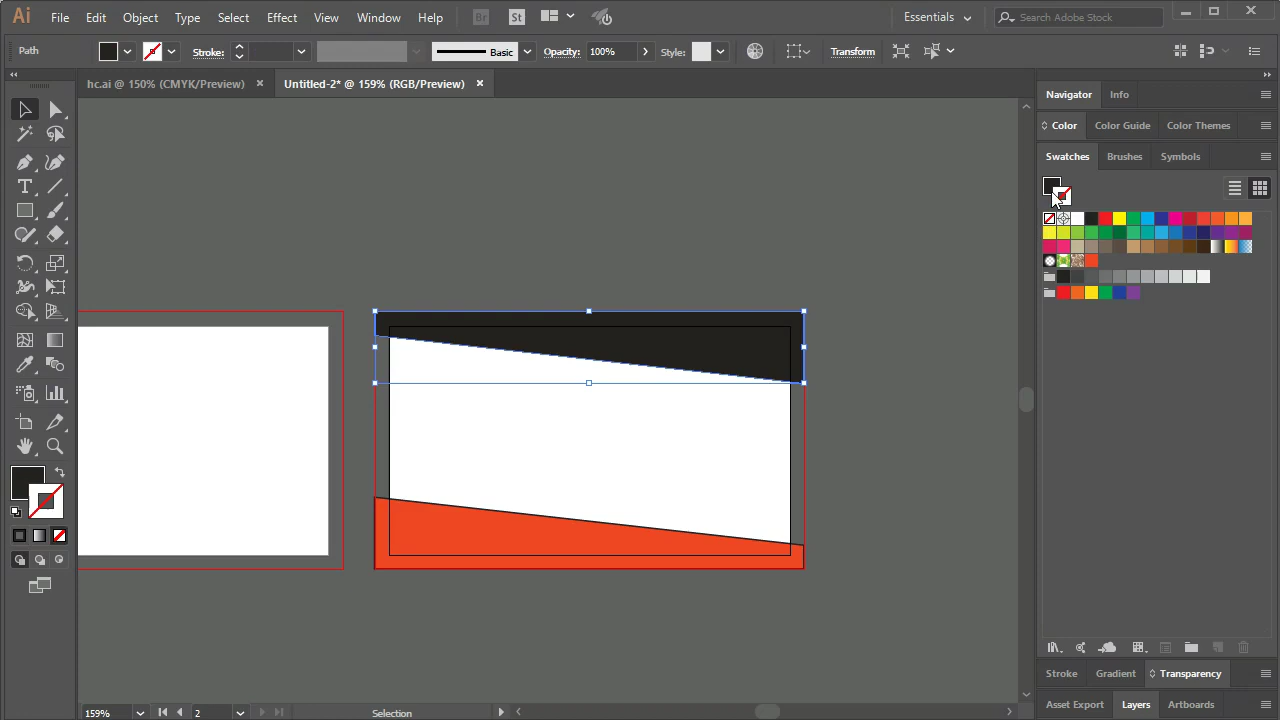 Ai File Edit Object Type Select Effect View Window Help Br St Essentials Search Adobe Stock
Path Stroke: Basic Opacity: 100% Style: Transform
hc.ai @ 150% (CMYK/Preview) Untitled-2* @ 159% (RGB/Preview)
Navigator Info
Color Color Guide Color Themes
Swatches Brushes Symbols
Stroke Gradient Transparency
Asset Export Layers Artboards
159% 2 Selection